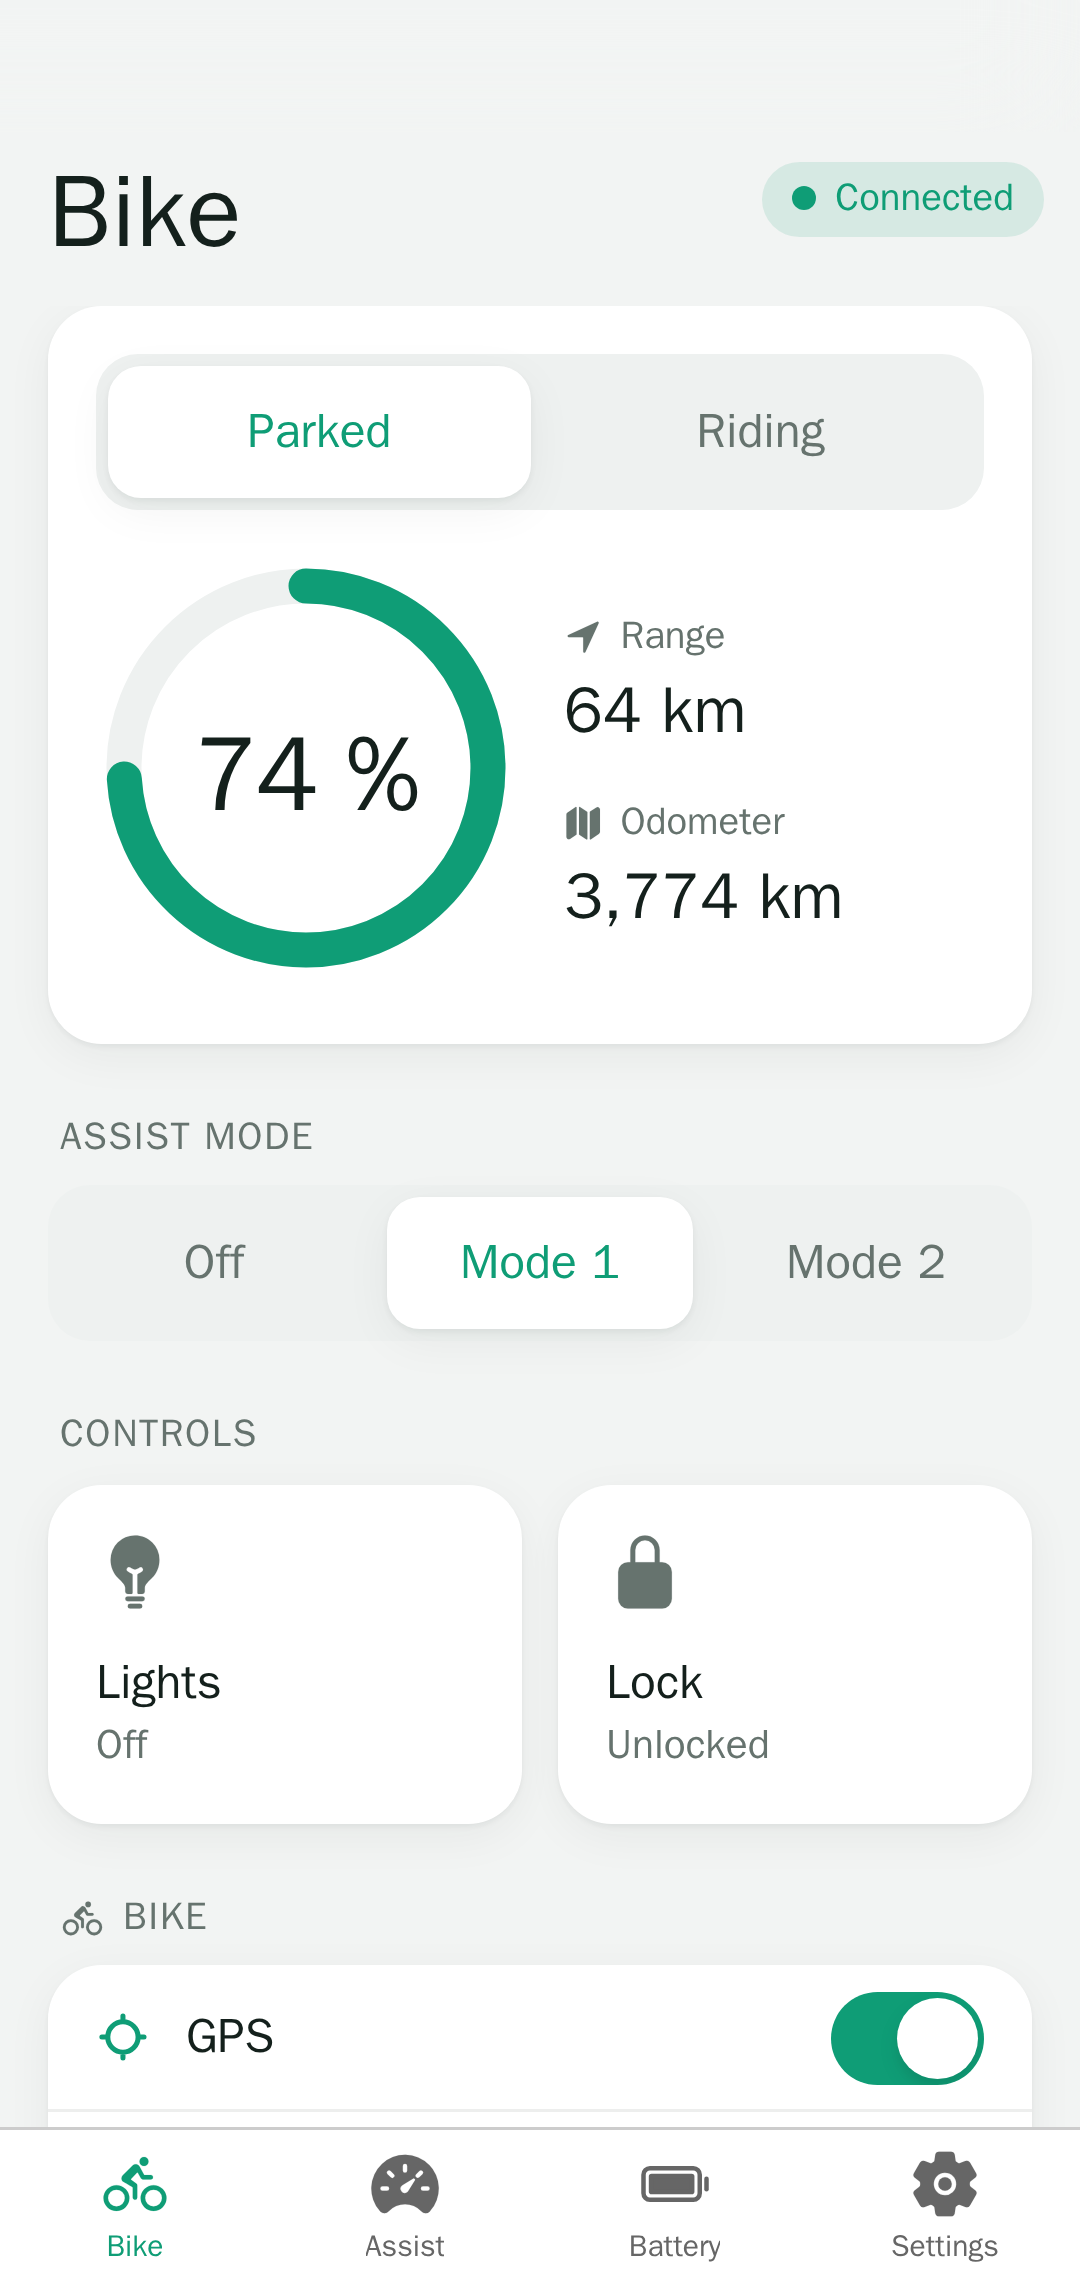 Bike
Connected
Parked
Riding
74 %
Range
64 km
Odometer
3,774 km
ASSIST MODE
Off
Mode 1
Mode 2
CONTROLS
Lights
Off
Lock
Unlocked
BIKE
GPS
Bike
Assist
Battery
Settings